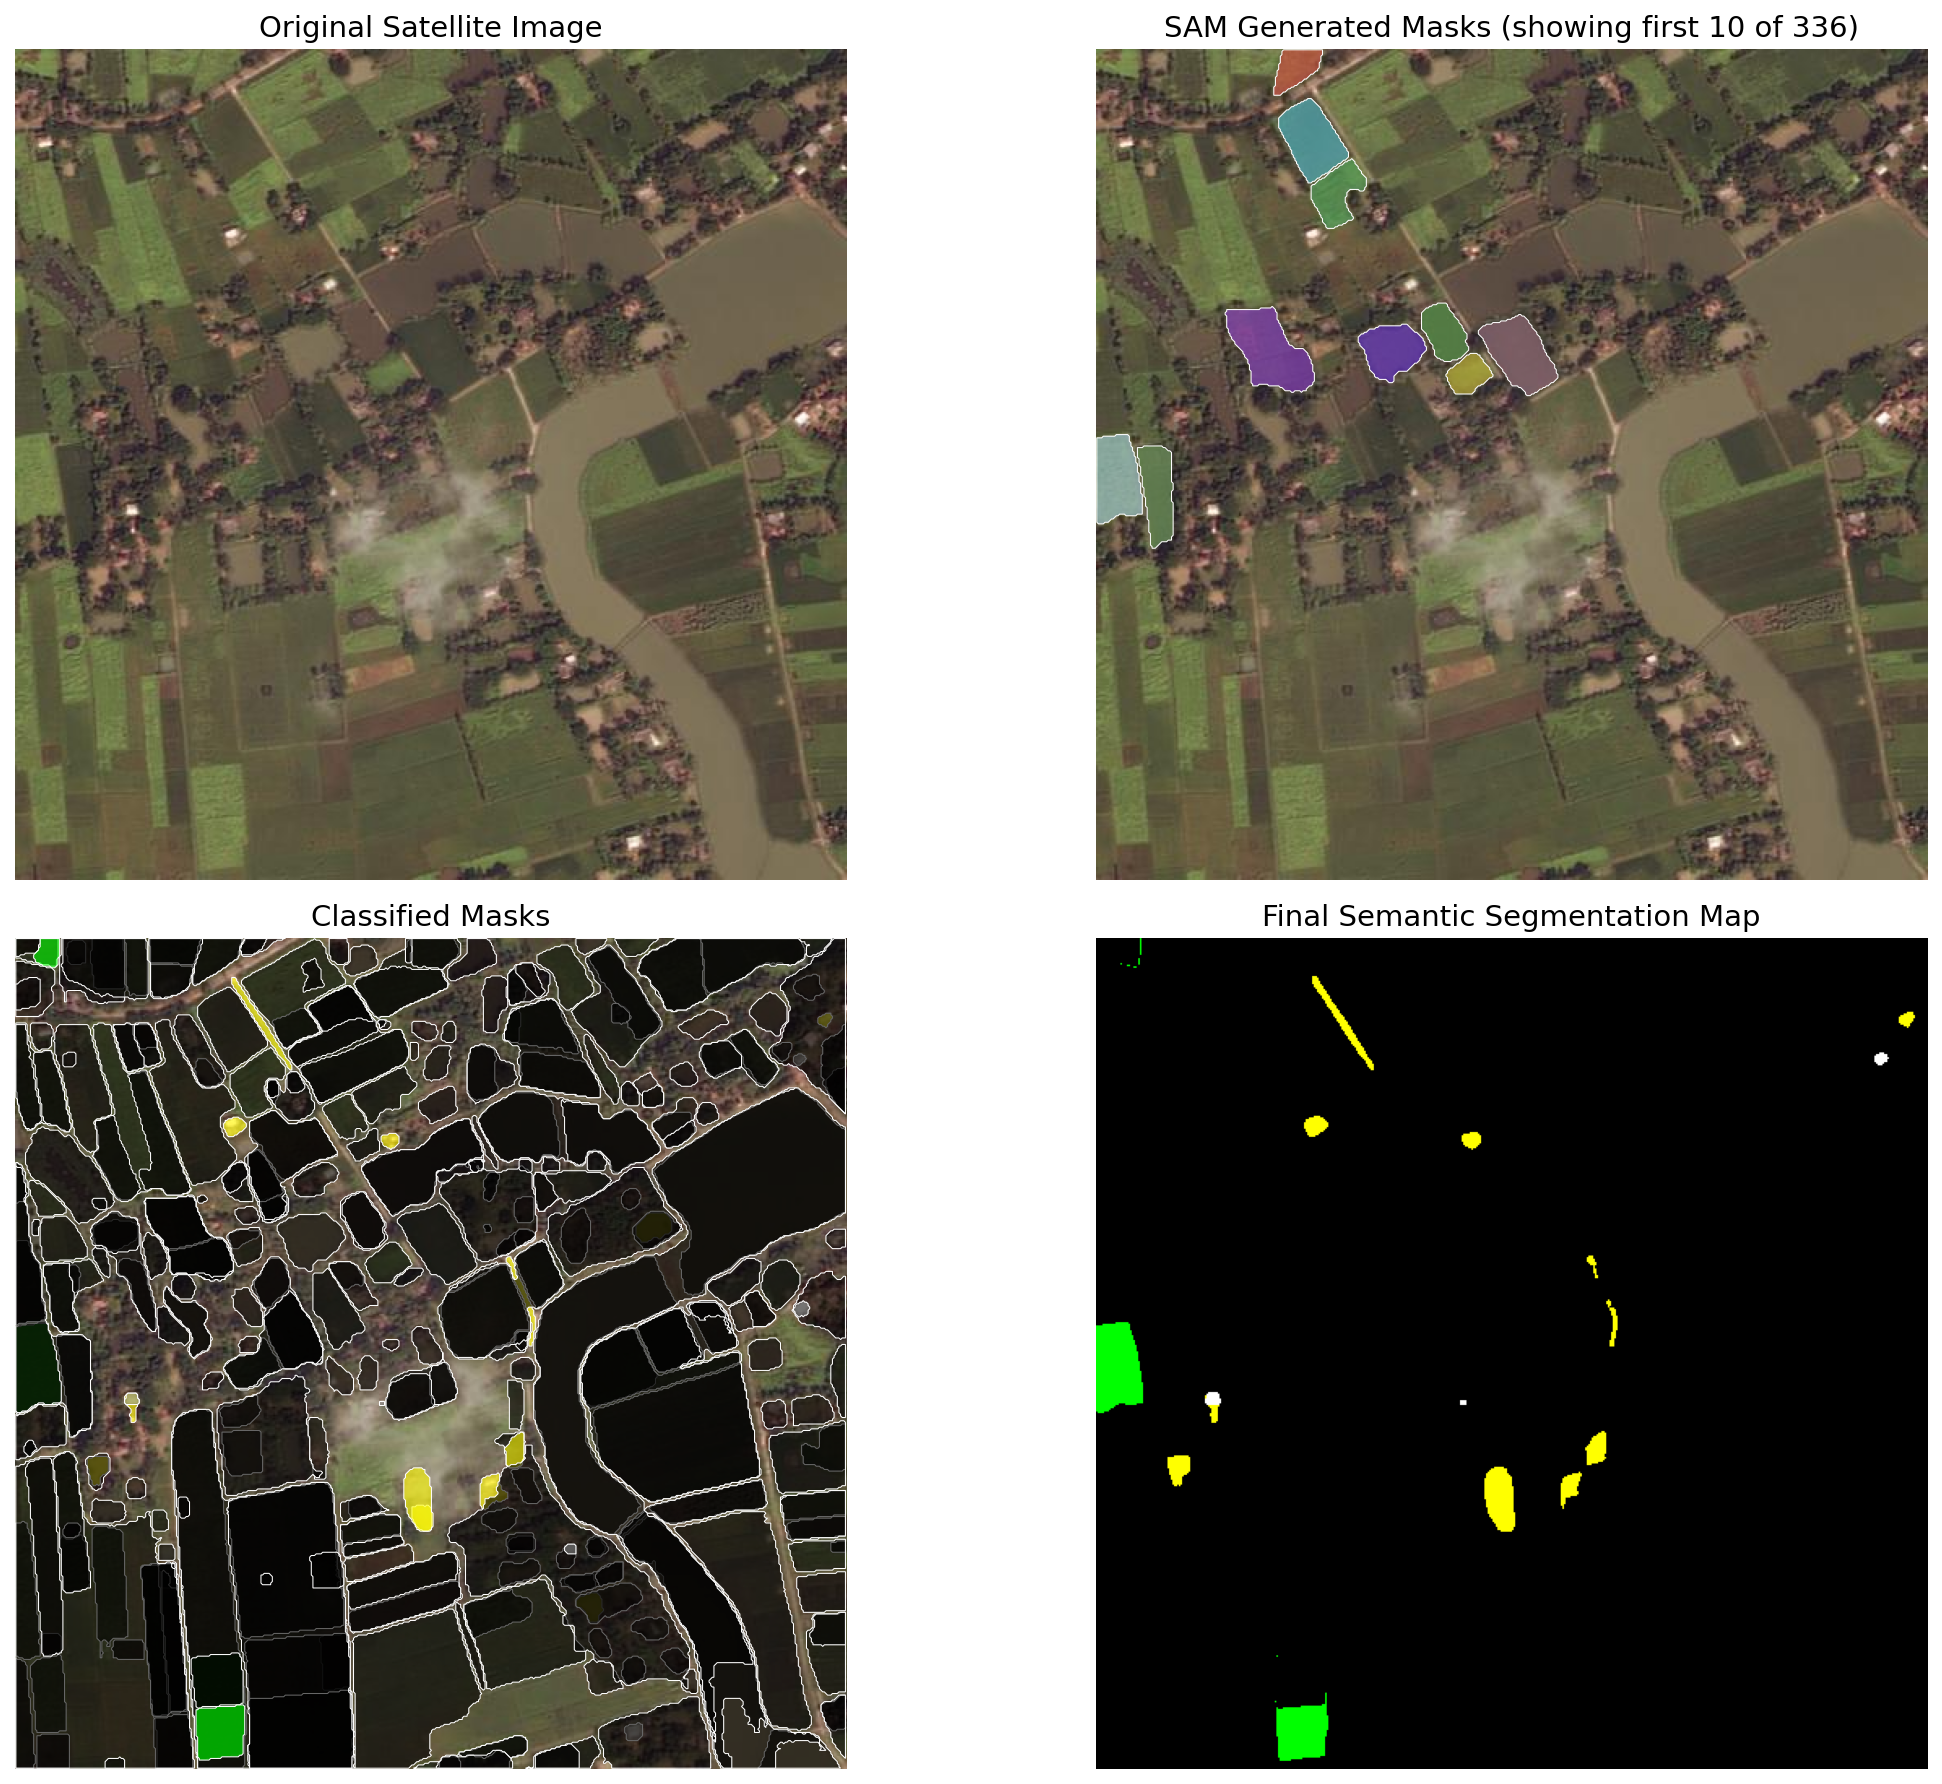 Original Satellite Image
SAM Generated Masks (showing first 10 of 336)
Classified Masks
Final Semantic Segmentation Map